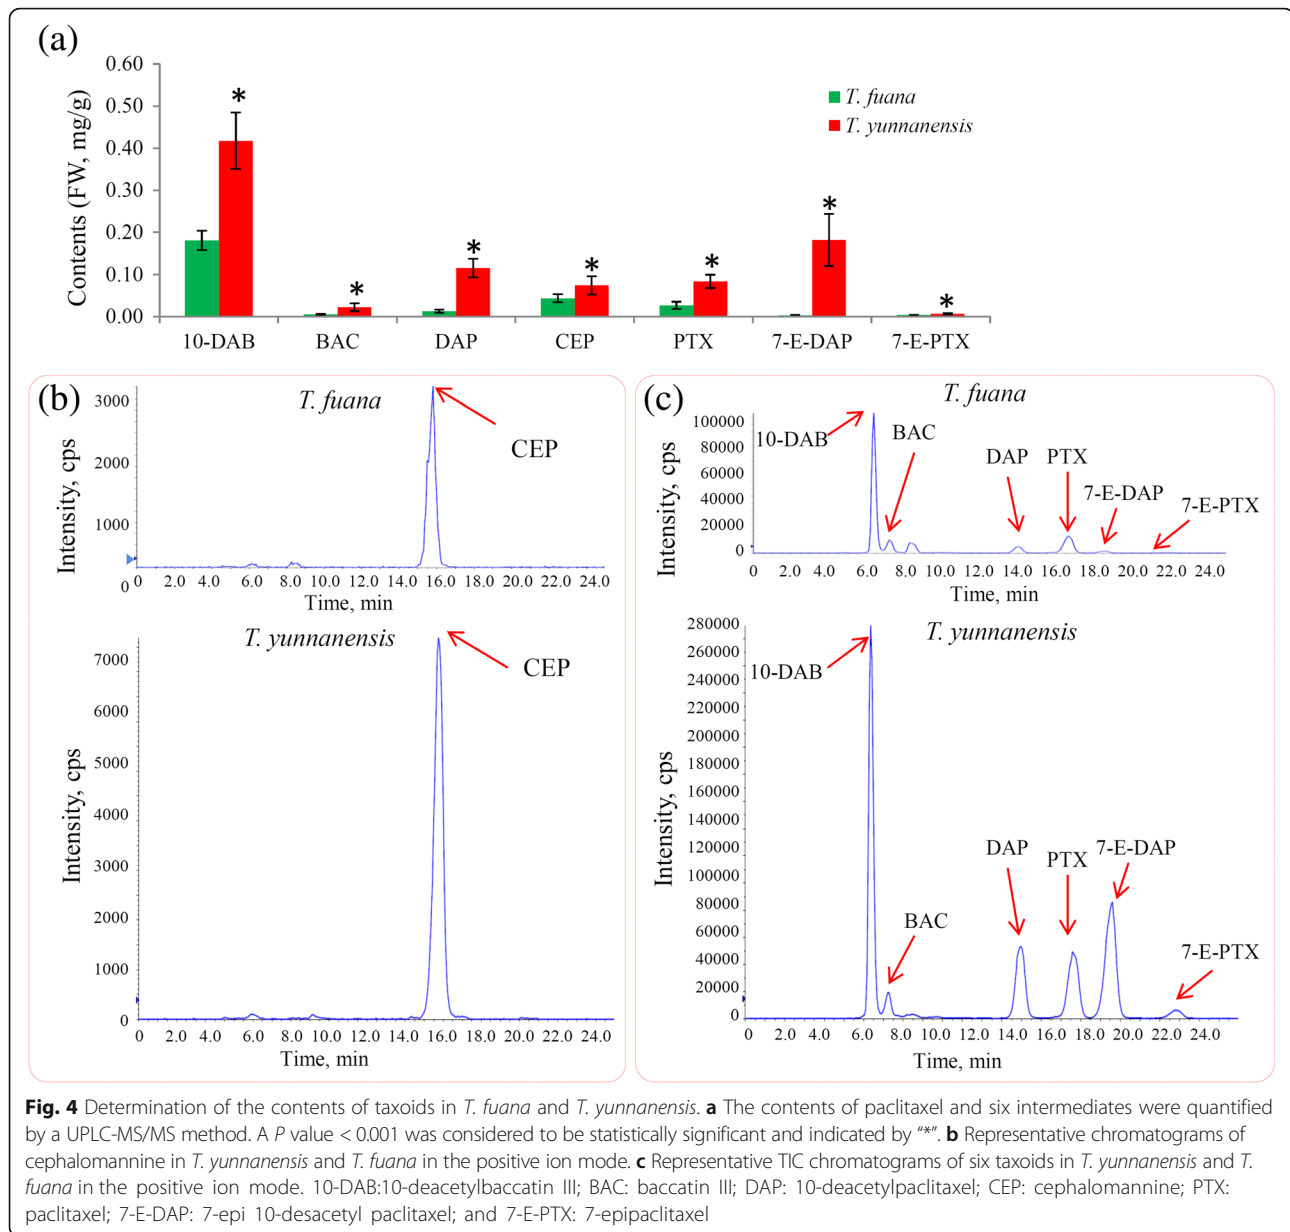 (a)
0.60
0.50
0.40
0.30
0.20
0.10
0.00
Contents (FW, mg/g)
T. fuana
T. yunnanensis
*
*
*
*
*
*
*
10-DAB BAC DAP CEP PTX 7-E-DAP 7-E-PTX
(b)
T. fuana
CEP
3000
2000
1000
0
Intensity, cps
0 2.0 4.0 6.0 8.0 10.0 12.0 14.0 16.0 18.0 20.0 22.0 24.0
Time, min
T. yunnanensis
CEP
7000
6000
5000
4000
3000
2000
1000
0
Intensity, cps
0 2.0 4.0 6.0 8.0 10.0 12.0 14.0 16.0 18.0 20.0 22.0 24.0
Time, min
(c)
T. fuana
100000
80000
60000
40000
20000
0
Intensity, cps
10-DAB
BAC
DAP
PTX
7-E-DAP
7-E-PTX
0 2.0 4.0 6.0 8.0 10.0 12.0 14.0 16.0 18.0 20.0 22.0 24.0
Time, min
T. yunnanensis
280000
260000
240000
220000
200000
180000
160000
140000
120000
100000
80000
60000
40000
20000
0
Intensity, cps
10-DAB
BAC
DAP
PTX
7-E-DAP
7-E-PTX
0 2.0 4.0 6.0 8.0 10.0 12.0 14.0 16.0 18.0 20.0 22.0 24.0
Time, min
Fig. 4 Determination of the contents of taxoids in T. fuana and T. yunnanensis. a The contents of paclitaxel and six intermediates were quantified
by a UPLC-MS/MS method. A P value < 0.001 was considered to be statistically significant and indicated by “*”. b Representative chromatograms of
cephalomannine in T. yunnanensis and T. fuana in the positive ion mode. c Representative TIC chromatograms of six taxoids in T. yunnanensis and T.
fuana in the positive ion mode. 10-DAB:10-deacetylbaccatin III; BAC: baccatin III; DAP: 10-deacetylpaclitaxel; CEP: cephalomannine; PTX:
paclitaxel; 7-E-DAP: 7-epi 10-desacetyl paclitaxel; and 7-E-PTX: 7-epipaclitaxel